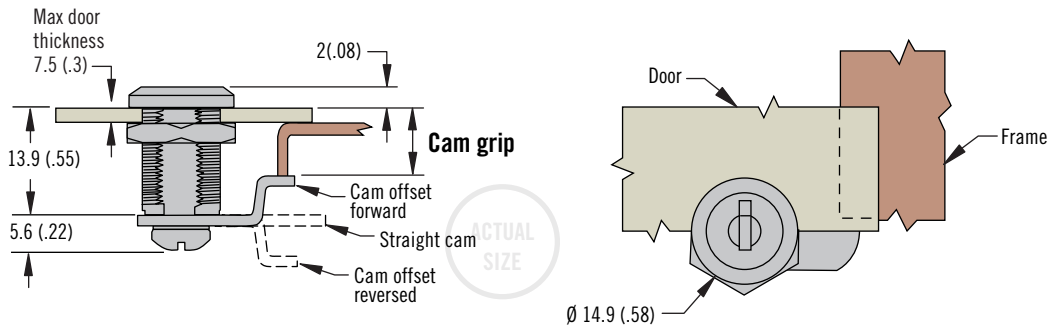 Max door
thickness
7.5 (.3)
2(.08)
13.9 (.55)
Cam grip
Cam offset
forward
5.6 (.22)
Straight cam
Cam offset
reversed
ACTUAL
SIZE
Door
Frame
Ø 14.9 (.58)